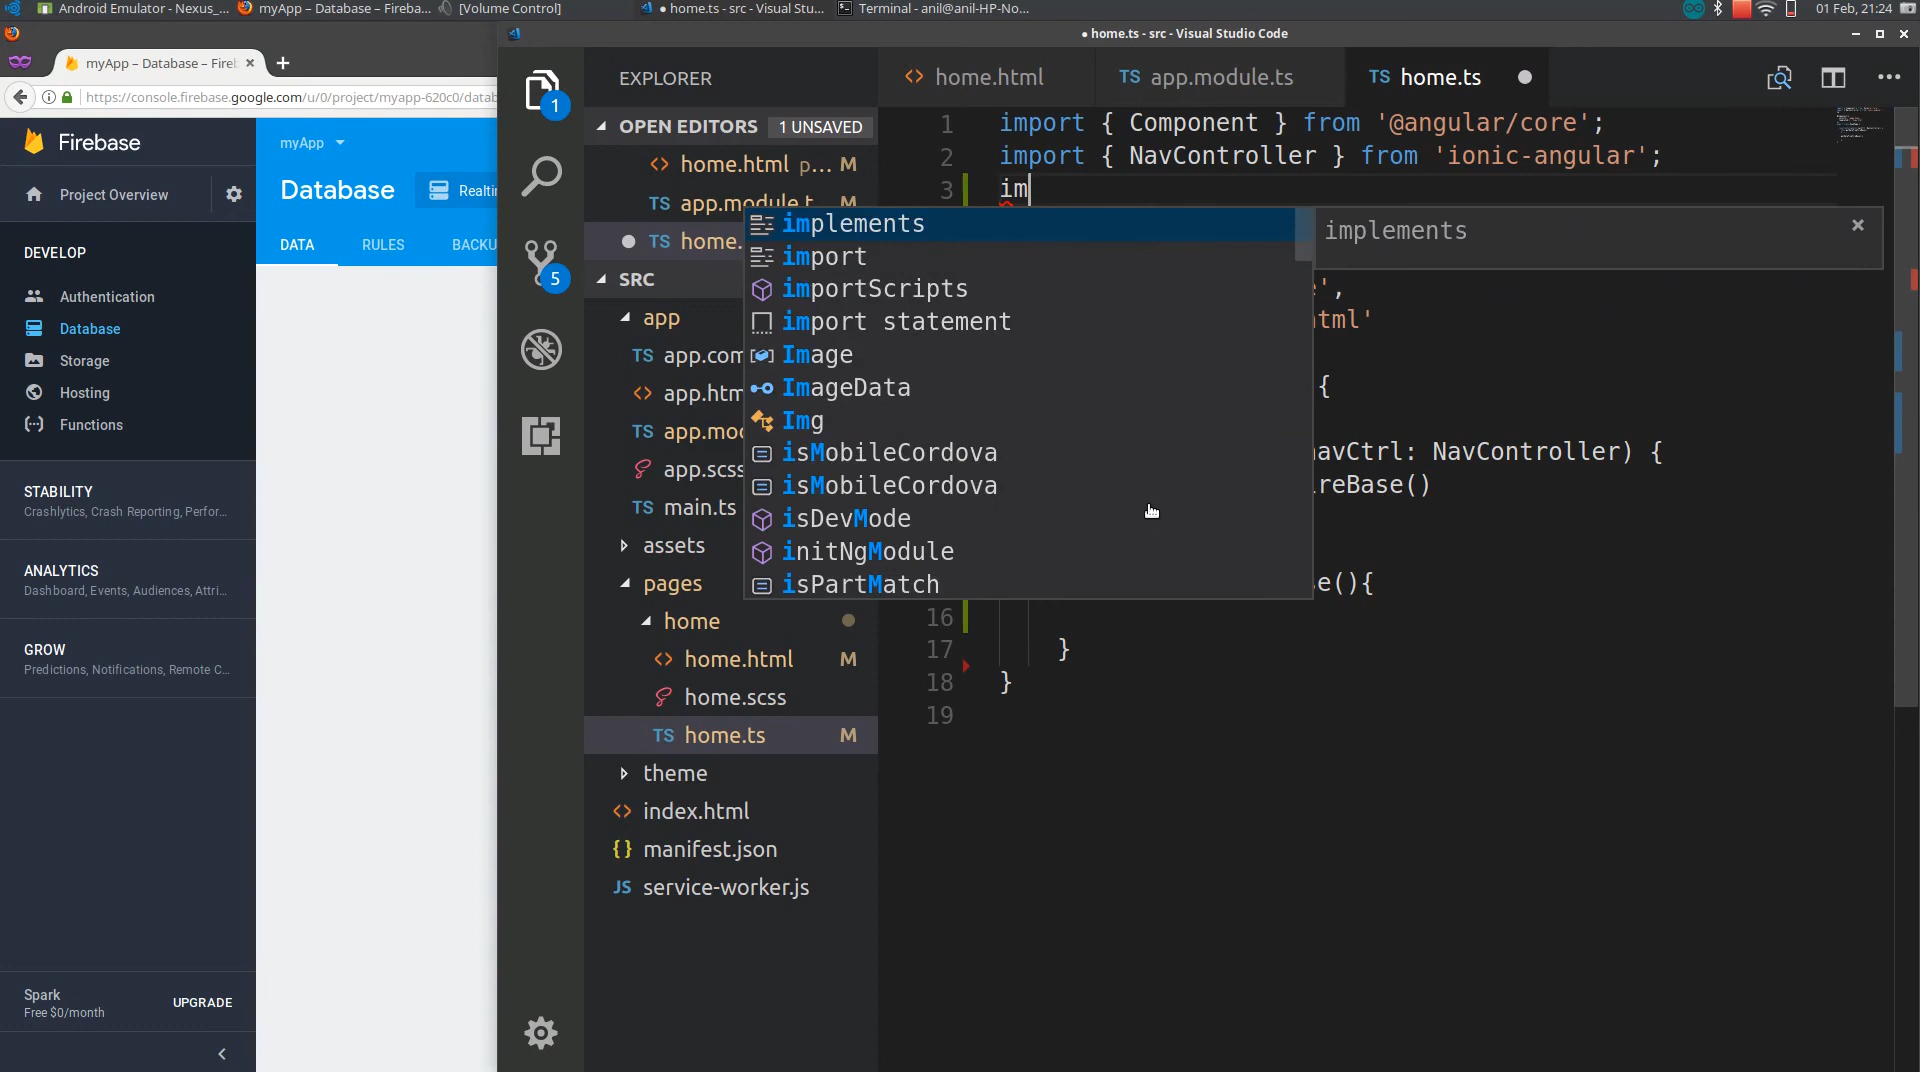 Android Emulator - Nexus_...
myApp – Database – Fireba...
[Volume Control]
● home.ts - src - Visual Stu...
Terminal - anil@anil-HP-No...
01 Feb, 21:24
myApp – Database – Fireb
https://console.firebase.google.com/u/0/project/myapp-620c0/datab
Firebase
Project Overview
DEVELOP
Authentication
Database
Storage
Hosting
Functions
STABILITY
Crashlytics, Crash Reporting, Perfor...
ANALYTICS
Dashboard, Events, Audiences, Attri...
GROW
Predictions, Notifications, Remote C...
Spark
Free $0/month
UPGRADE
myApp
Database
Realtin
DATA
RULES
BACKU
● home.ts - src - Visual Studio Code
1
5
EXPLORER
OPEN EDITORS
1 UNSAVED
home.html p... M
TS app.module.t M
TS home.
SRC
app
TS app.com
app.htm
TS app.mod
app.scss
TS main.ts
assets
pages
home
home.html M
home.scss
TS home.ts M
theme
index.html
{} manifest.json
JS service-worker.js
home.html
TS app.module.ts
TS home.ts
1 import { Component } from '@angular/core';
2 import { NavController } from 'ionic-angular';
3 im
implements
import
importScripts
import statement
Image
ImageData
Img
isMobileCordova
isMobileCordova
isDevMode
initNgModule
isPartMatch
implements
e',
tml'
{
avCtrl: NavController) {
ireBase()
se(){
16
17 }
18 }
19